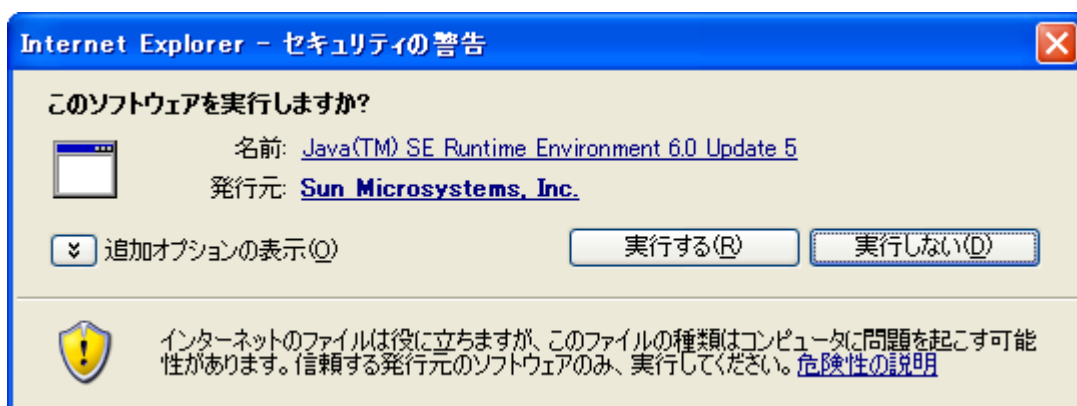 Internet Explorer - セキュリティの警告
このソフトウェアを実行しますか?
名前: Java(TM) SE Runtime Environment 6.0 Update 5
発行元: Sun Microsystems, Inc.
追加オプションの表示(O) 実行する(R) 実行しない(D)
インターネットのファイルは役に立ちますが、このファイルの種類はコンピュータに問題を起こす可能
性があります。信頼する発行元のソフトウェアのみ、実行してください。危険性の説明